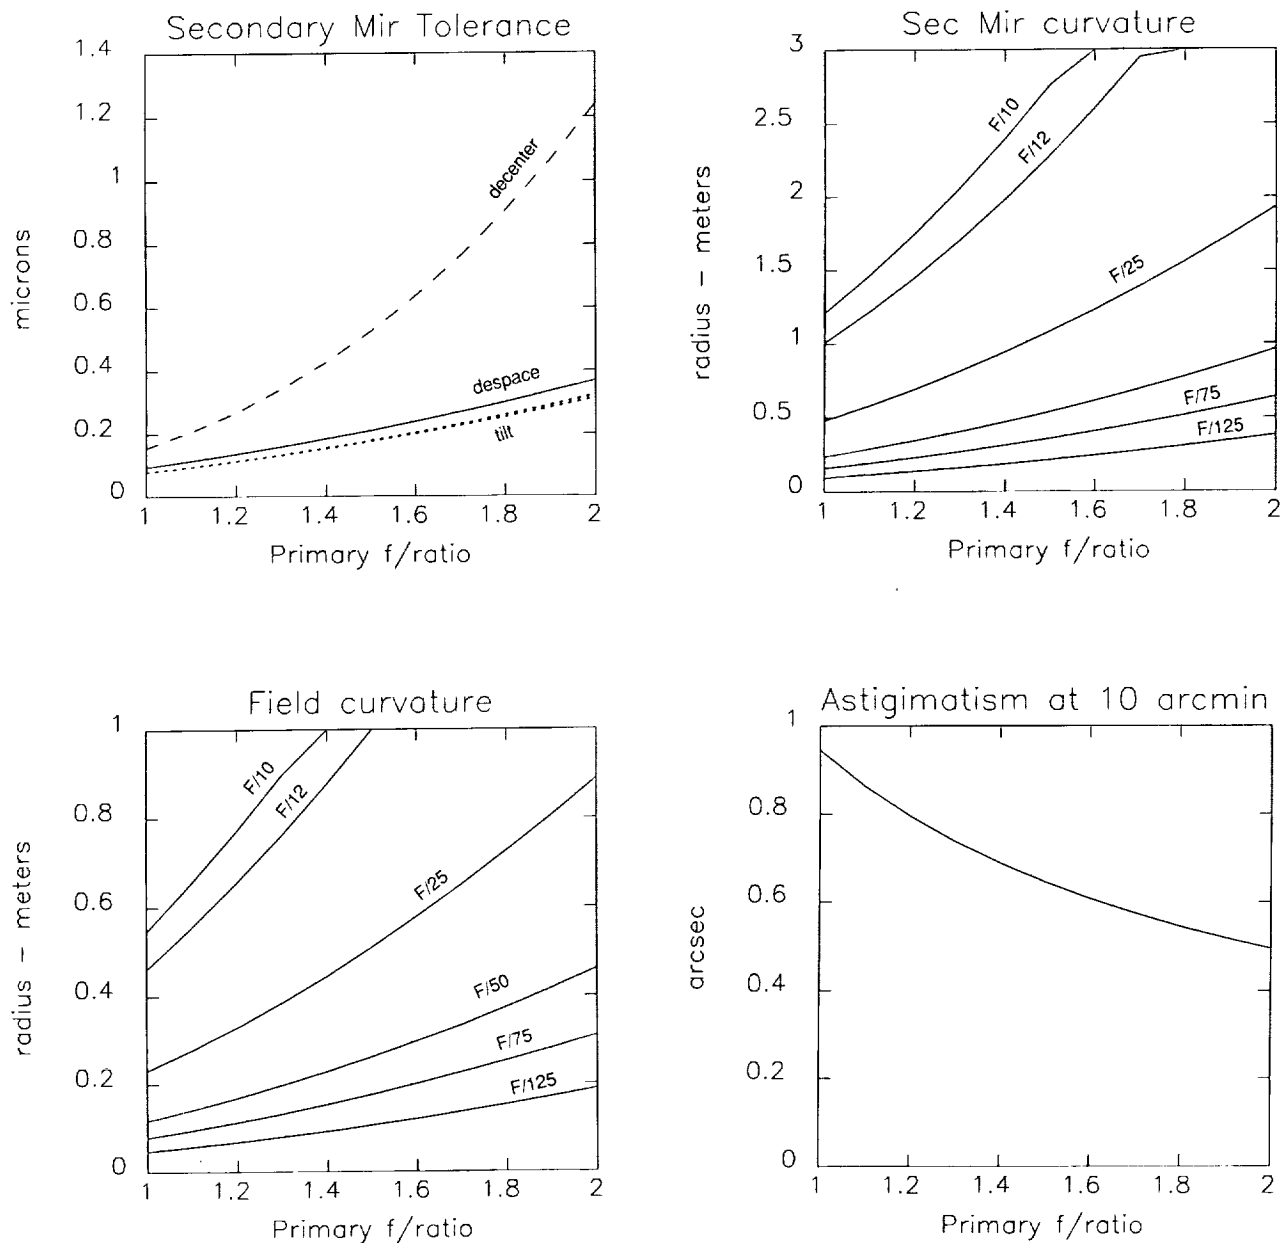 Secondary Mir Tolerance
1.4
1.2
1
0.8
0.6
0.4
0.2
0
microns
decenter
despace
tilt
1 1.2 1.4 1.6 1.8 2
Primary f/ratio
Sec Mir curvature
3
2.5
2
1.5
1
0.5
0
radius – meters
F/10
F/12
F/25
F/75
F/125
1 1.2 1.4 1.6 1.8 2
Primary f/ratio
Field curvature
1
0.8
0.6
0.4
0.2
0
radius – meters
F/10
F/12
F/25
F/50
F/75
F/125
1 1.2 1.4 1.6 1.8 2
Primary f/ratio
Astigimatism at 10 arcmin
1
0.8
0.6
0.4
0.2
0
arcsec
1 1.2 1.4 1.6 1.8 2
Primary f/ratio